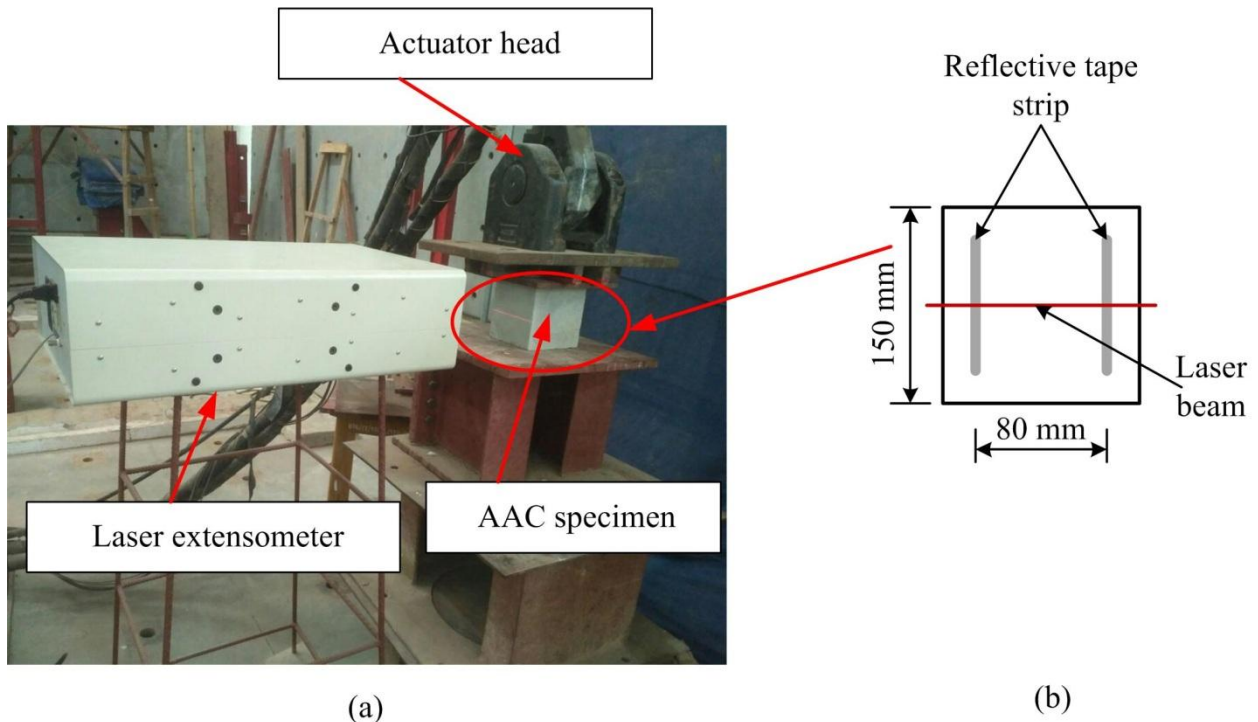 Actuator head
Reflective tape
strip
150 mm
Laser
beam
80 mm
AAC specimen
Laser extensometer
(a)
(b)